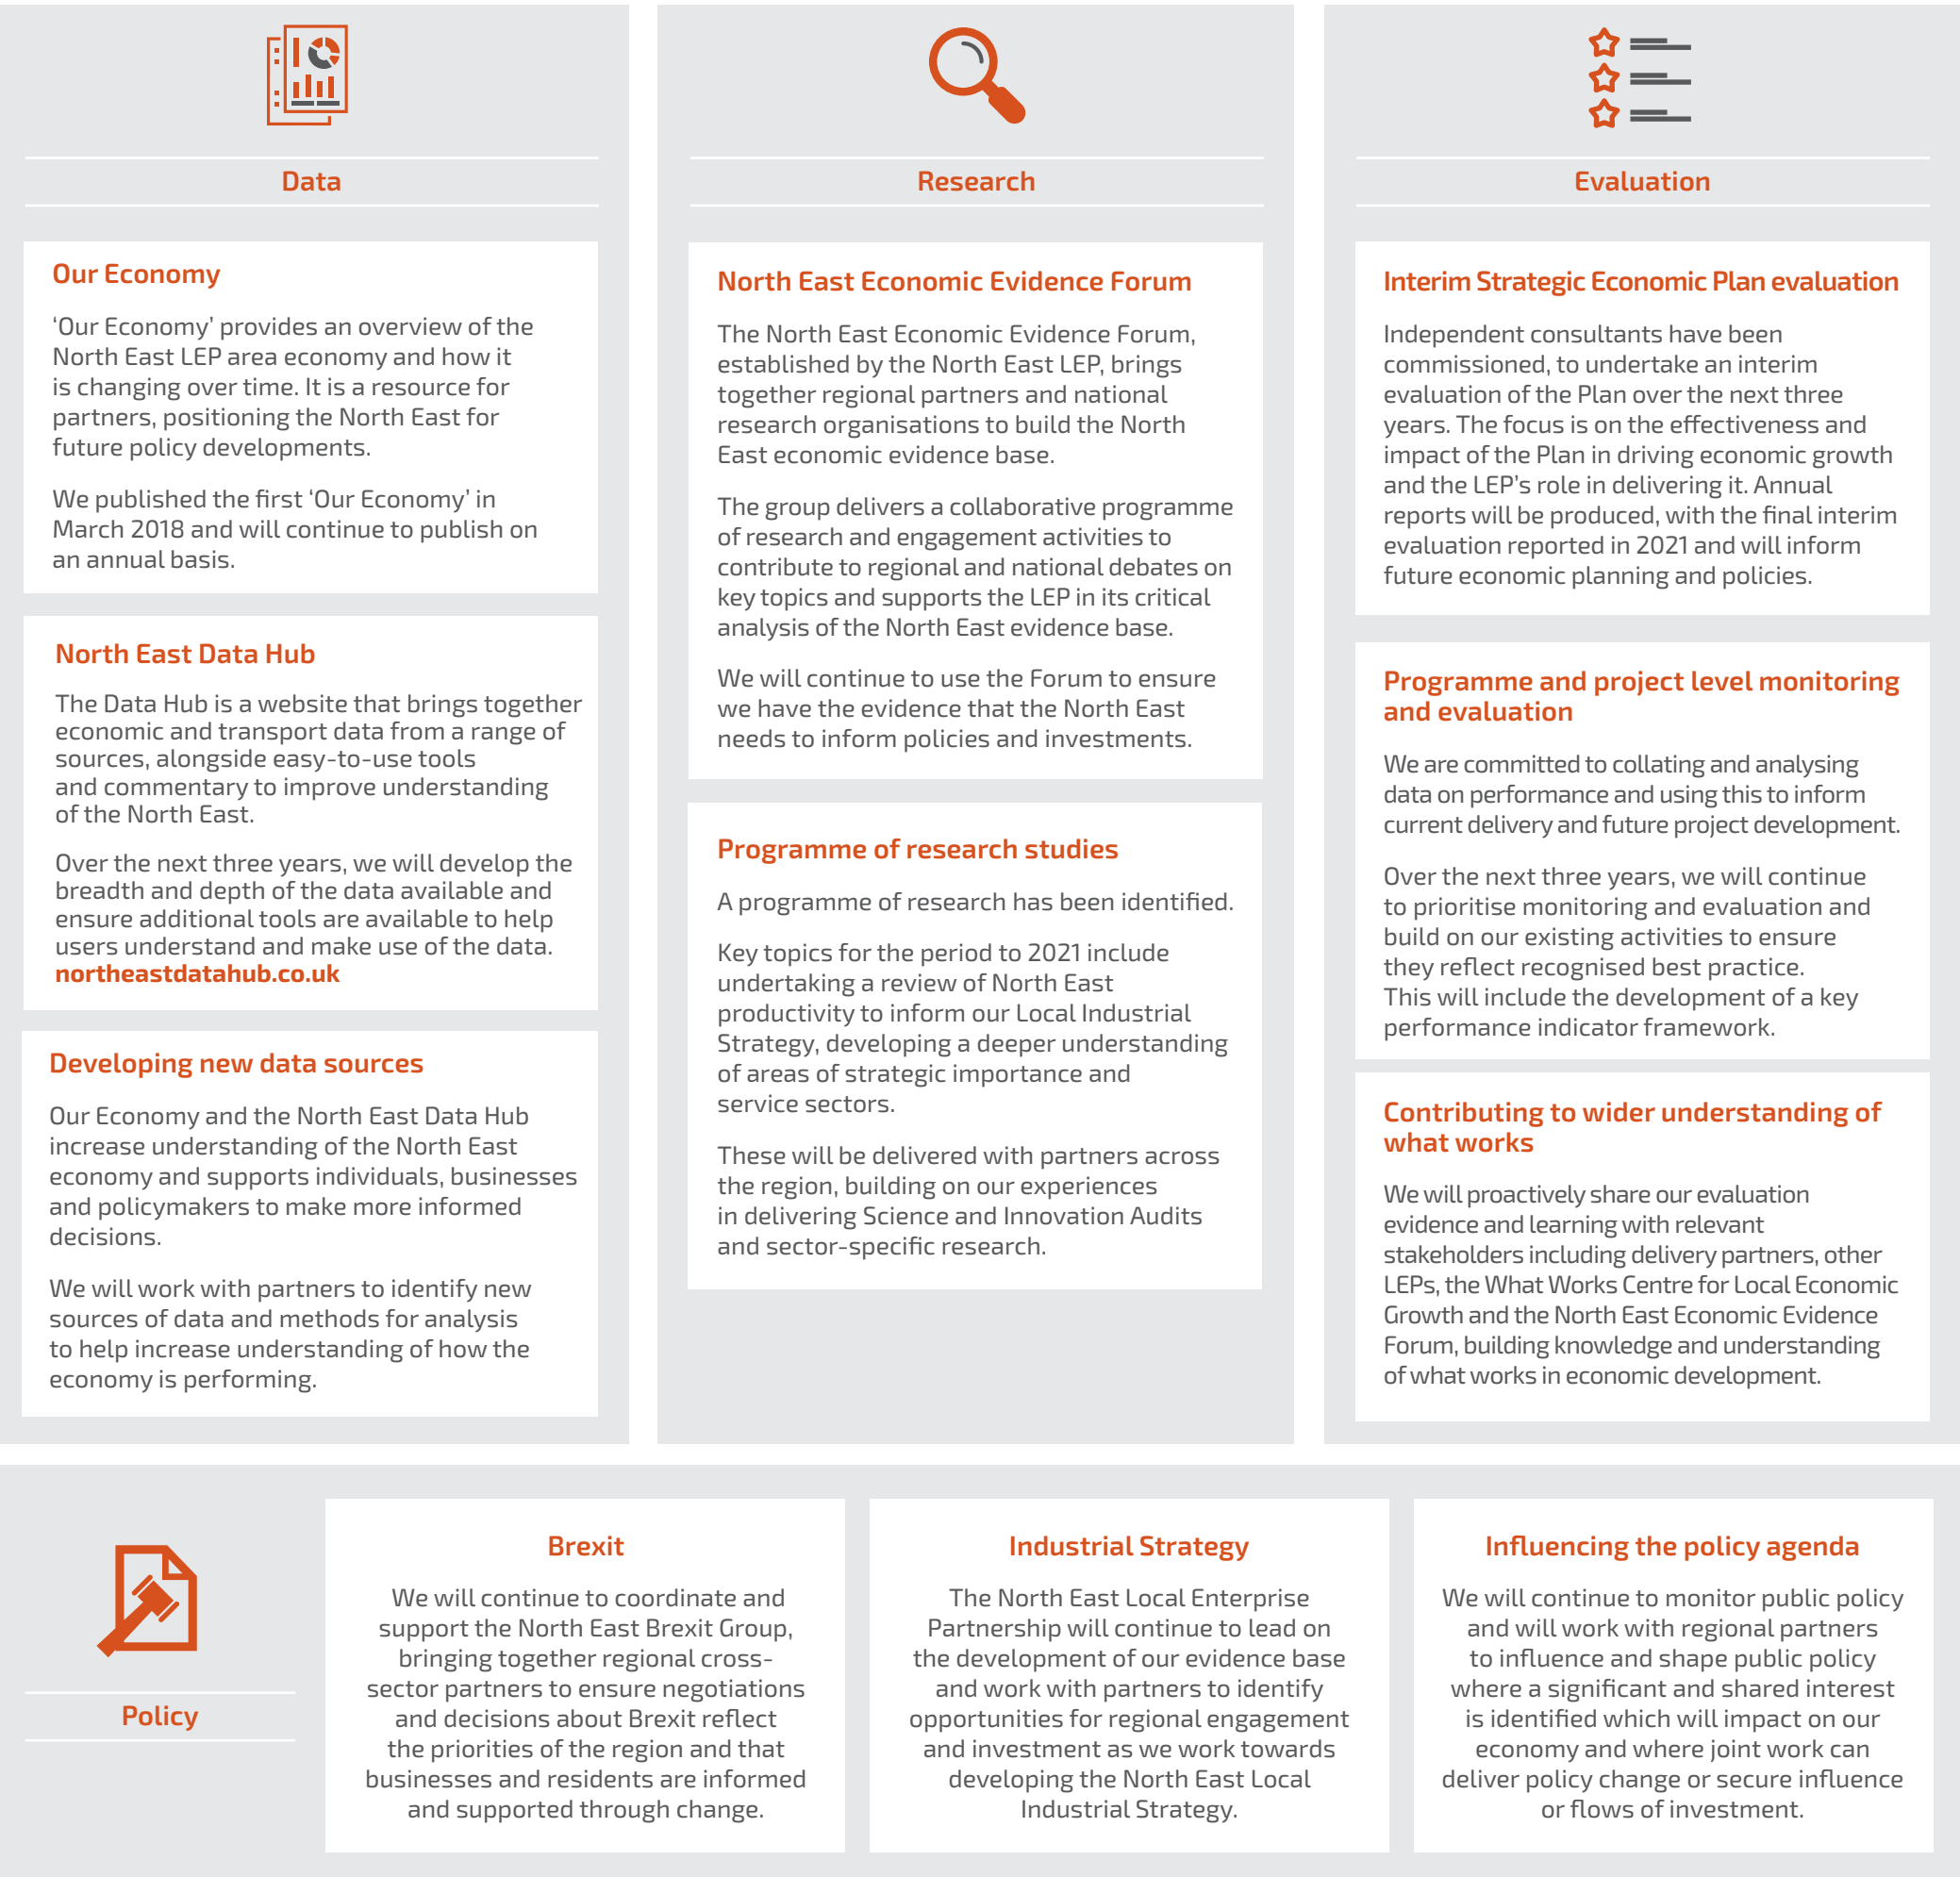 Data
Our Economy
‘Our Economy’ provides an overview of the
North East LEP area economy and how it
is changing over time. It is a resource for
partners, positioning the North East for
future policy developments.
We published the first ‘Our Economy’ in
March 2018 and will continue to publish on
an annual basis.
North East Data Hub
The Data Hub is a website that brings together
economic and transport data from a range of
sources, alongside easy-to-use tools
and commentary to improve understanding
of the North East.
Over the next three years, we will develop the
breadth and depth of the data available and
ensure additional tools are available to help
users understand and make use of the data.
northeastdatahub.co.uk
Developing new data sources
Our Economy and the North East Data Hub
increase understanding of the North East
economy and supports individuals, businesses
and policymakers to make more informed
decisions.
We will work with partners to identify new
sources of data and methods for analysis
to help increase understanding of how the
economy is performing.
Research
North East Economic Evidence Forum
The North East Economic Evidence Forum,
established by the North East LEP, brings
together regional partners and national
research organisations to build the North
East economic evidence base.
The group delivers a collaborative programme
of research and engagement activities to
contribute to regional and national debates on
key topics and supports the LEP in its critical
analysis of the North East evidence base.
We will continue to use the Forum to ensure
we have the evidence that the North East
needs to inform policies and investments.
Programme of research studies
A programme of research has been identified.
Key topics for the period to 2021 include
undertaking a review of North East
productivity to inform our Local Industrial
Strategy, developing a deeper understanding
of areas of strategic importance and
service sectors.
These will be delivered with partners across
the region, building on our experiences
in delivering Science and Innovation Audits
and sector-specific research.
Evaluation
Interim Strategic Economic Plan evaluation
Independent consultants have been
commissioned, to undertake an interim
evaluation of the Plan over the next three
years. The focus is on the effectiveness and
impact of the Plan in driving economic growth
and the LEP’s role in delivering it. Annual
reports will be produced, with the final interim
evaluation reported in 2021 and will inform
future economic planning and policies.
Programme and project level monitoring
and evaluation
We are committed to collating and analysing
data on performance and using this to inform
current delivery and future project development.
Over the next three years, we will continue
to prioritise monitoring and evaluation and
build on our existing activities to ensure
they reflect recognised best practice.
This will include the development of a key
performance indicator framework.
Contributing to wider understanding of
what works
We will proactively share our evaluation
evidence and learning with relevant
stakeholders including delivery partners, other
LEPs, the What Works Centre for Local Economic
Growth and the North East Economic Evidence
Forum, building knowledge and understanding
of what works in economic development.
Policy
Brexit
We will continue to coordinate and
support the North East Brexit Group,
bringing together regional cross-
sector partners to ensure negotiations
and decisions about Brexit reflect
the priorities of the region and that
businesses and residents are informed
and supported through change.
Industrial Strategy
The North East Local Enterprise
Partnership will continue to lead on
the development of our evidence base
and work with partners to identify
opportunities for regional engagement
and investment as we work towards
developing the North East Local
Industrial Strategy.
Influencing the policy agenda
We will continue to monitor public policy
and will work with regional partners
to influence and shape public policy
where a significant and shared interest
is identified which will impact on our
economy and where joint work can
deliver policy change or secure influence
or flows of investment.